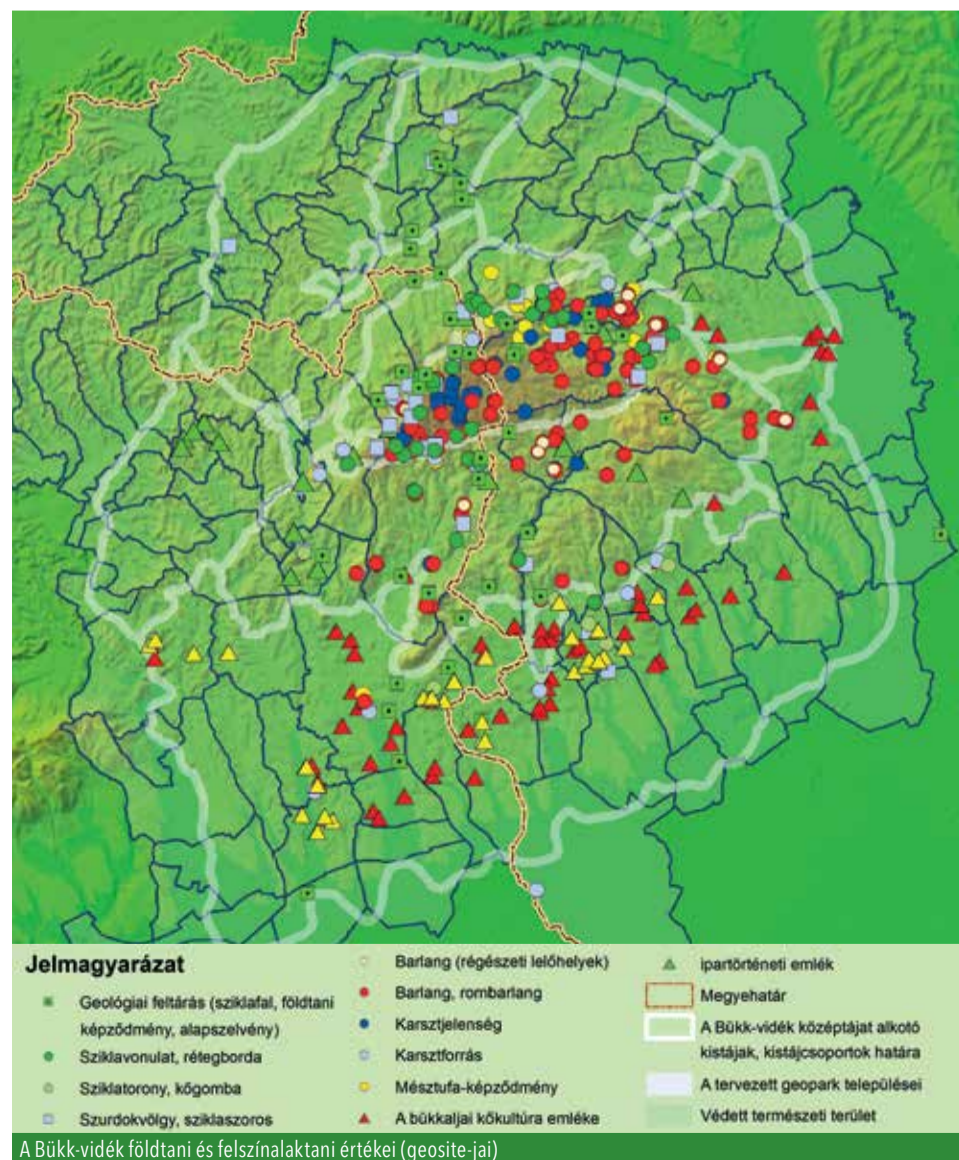 Jelmagyarázat
Geológiai feltárás (sziklafal, földtani
képződmény, alapszelvény)
Sziklavonulat, rétegborda
Sziklatorony, kőgomba
Szurdokvölgy, sziklaszoros
Barlang (régészeti lelőhelyek)
Barlang, rombarlang
Karsztjelenség
Karsztforrás
Mésztufa-képződmény
A bükkaljai kőkultúra emléke
ipartörténeti emlék
Megyehatár
A Bükk-vidék középtájat alkotó
kistájak, kistájcsoportok határa
A tervezett geopark települései
Védett természeti terület
A Bükk-vidék földtani és felszínalaktani értékei (geosite-jai)